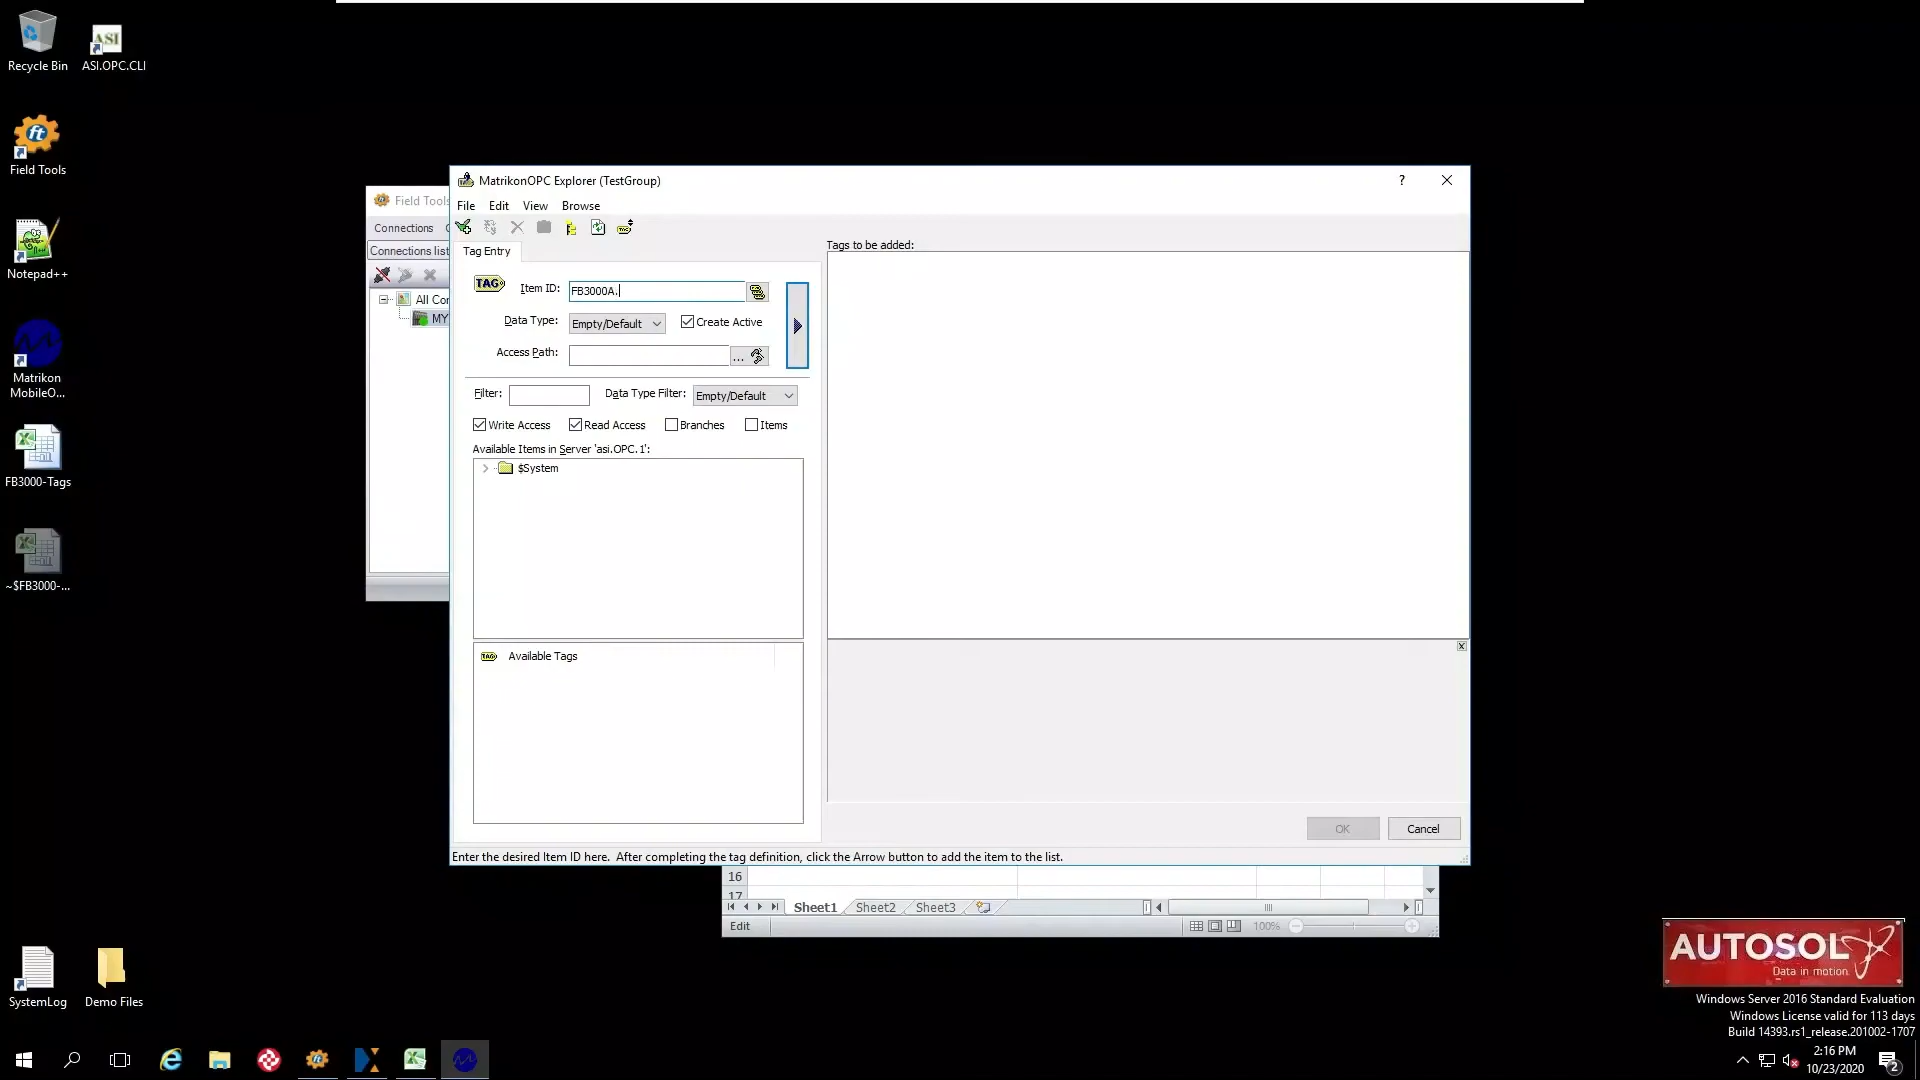 Recycle Bin
ASI
ASI.OPC.CLI
ft
Field Tools
Notepad++
Matrikon
MobileO...
FB3000-Tags
~$FB3000-...
SystemLog
Demo Files
Field Tools
Connections
Connections list
All Con
MY
MatrikonOPC Explorer (TestGroup)
?
File Edit View Browse
Tag Entry
Tags to be added:
TAG
Item ID: FB3000A.
Data Type: Empty/Default Create Active
Access Path: ...
Filter: Data Type Filter: Empty/Default
Write Access Read Access Branches Items
Available Items in Server 'asi.OPC.1':
$System
TAG Available Tags
OK Cancel
Enter the desired Item ID here. After completing the tag definition, click the Arrow button to add the item to the list.
16
17
Sheet1 Sheet2 Sheet3
Edit 100%
AUTOSOL
Data in motion
Windows Server 2016 Standard Evaluation
Windows License valid for 113 days
Build 14393.rs1_release.201002-1707
2:16 PM
10/23/2020
2